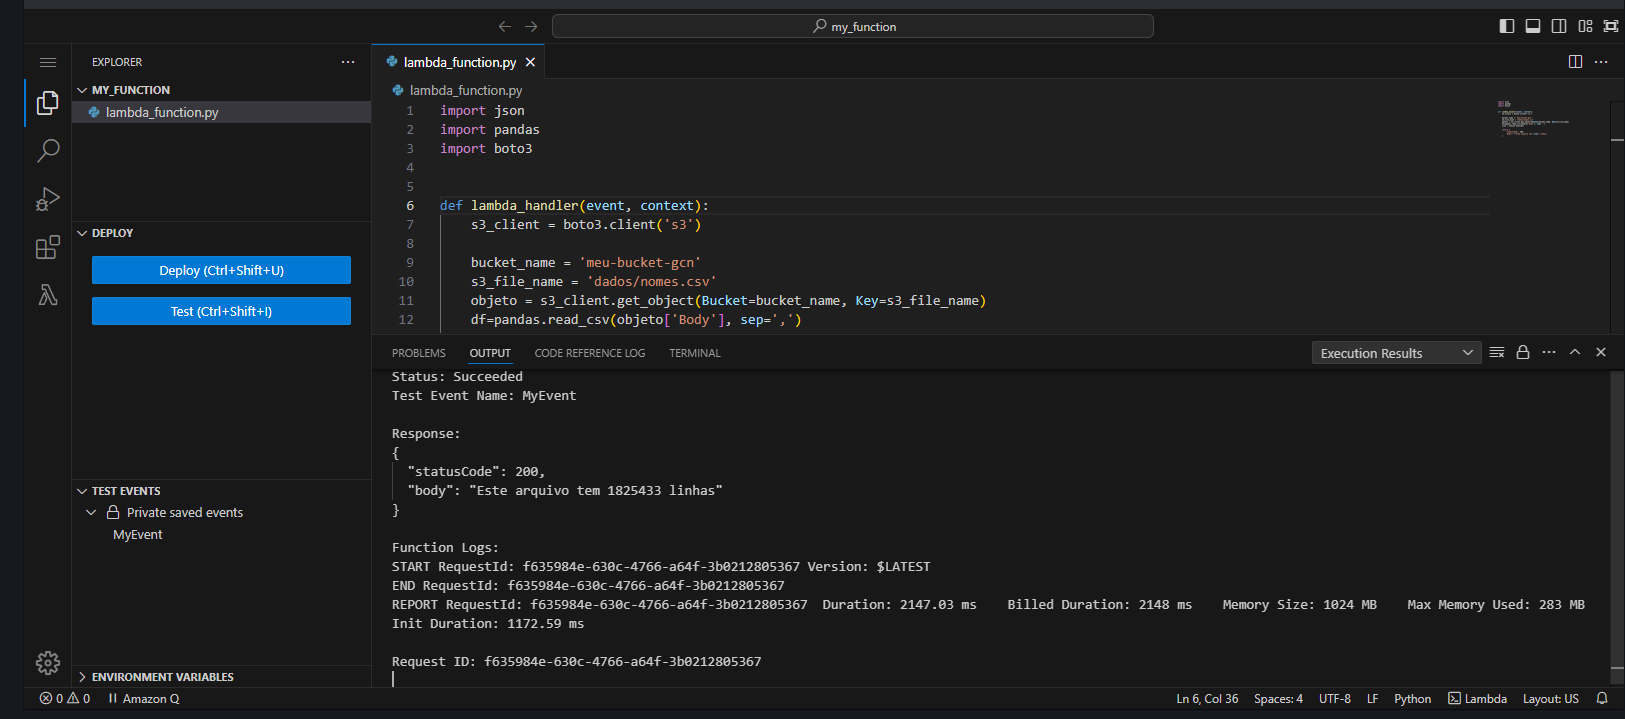 my_function
EXPLORER
MY_FUNCTION
lambda_function.py
DEPLOY
Deploy (Ctrl+Shift+U)
Test (Ctrl+Shift+I)
TEST EVENTS
Private saved events
MyEvent
ENVIRONMENT VARIABLES
lambda_function.py
lambda_function.py
1 import json
2 import pandas
3 import boto3
4
5
6 def lambda_handler(event, context):
7 s3_client = boto3.client('s3')
8
9 bucket_name = 'meu-bucket-gcn'
10 s3_file_name = 'dados/nomes.csv'
11 objeto = s3_client.get_object(Bucket=bucket_name, Key=s3_file_name)
12 df=pandas.read_csv(objeto['Body'], sep=',')
PROBLEMS OUTPUT CODE REFERENCE LOG TERMINAL Execution Results
Status: Succeeded
Test Event Name: MyEvent
Response:
{
"statusCode": 200,
"body": "Este arquivo tem 1825433 linhas"
}
Function Logs:
START RequestId: f635984e-630c-4766-a64f-3b0212805367 Version: $LATEST
END RequestId: f635984e-630c-4766-a64f-3b0212805367
REPORT RequestId: f635984e-630c-4766-a64f-3b0212805367 Duration: 2147.03 ms Billed Duration: 2148 ms Memory Size: 1024 MB Max Memory Used: 283 MB
Init Duration: 1172.59 ms
Request ID: f635984e-630c-4766-a64f-3b0212805367
0 0 Amazon Q Ln 6, Col 36 Spaces: 4 UTF-8 LF Python Lambda Layout: US